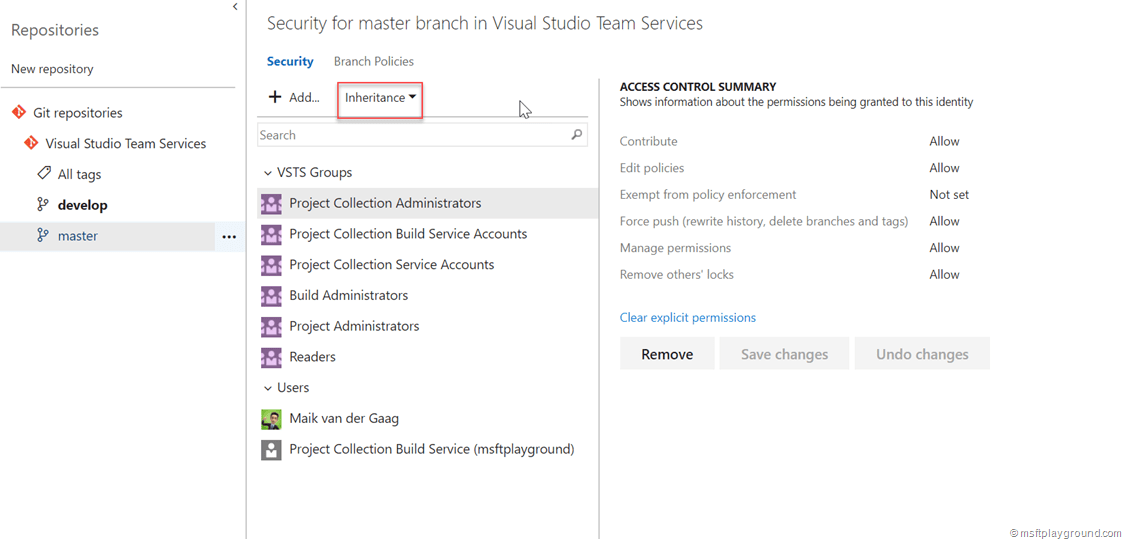 Repositories
New repository
Git repositories
Visual Studio Team Services
All tags
develop
master
Security for master branch in Visual Studio Team Services
Security Branch Policies
Add... Inheritance
Search
VSTS Groups
Project Collection Administrators
Project Collection Build Service Accounts
Project Collection Service Accounts
Build Administrators
Project Administrators
Readers
Users
Maik van der Gaag
Project Collection Build Service (msftplayground)
ACCESS CONTROL SUMMARY
Shows information about the permissions being granted to this identity
Contribute Allow
Edit policies Allow
Exempt from policy enforcement Not set
Force push (rewrite history, delete branches and tags) Allow
Manage permissions Allow
Remove others' locks Allow
Clear explicit permissions
Remove Save changes Undo changes
© msftplayground.com